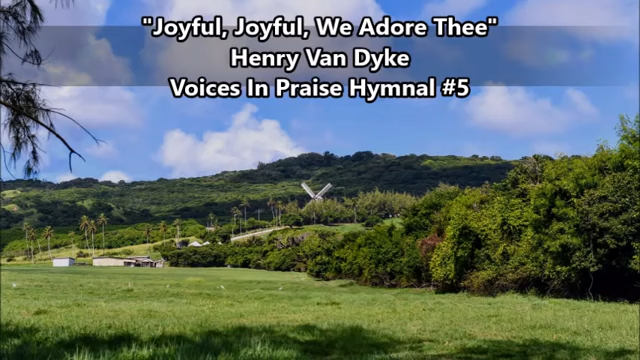 "Joyful, Joyful, We Adore Thee"
Henry Van Dyke
Voices In Praise Hymnal #5